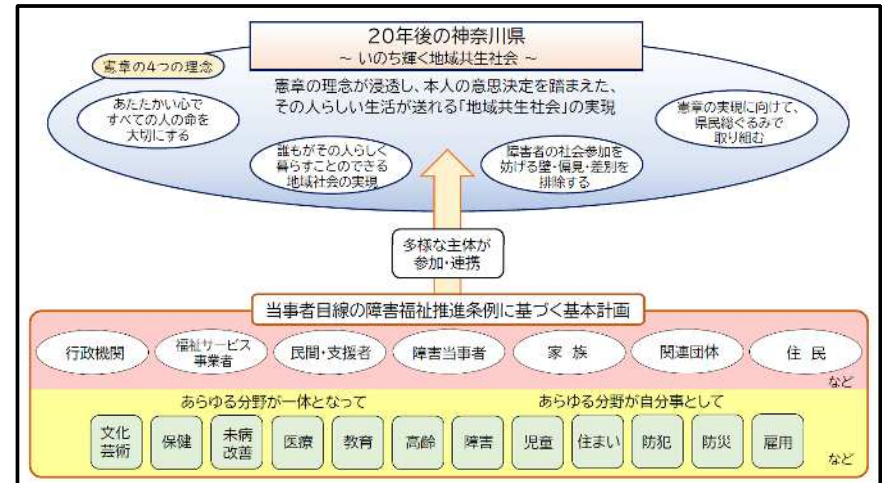 20年後の神奈川県
～ いのち輝く地域共生社会 ～
憲章の4つの理念
憲章の理念が浸透し、本人の意思決定を踏まえた、
その人らしい生活が送れる「地域共生社会」の実現
あたたかい心で
すべての人の命を
大切にする
誰もがその人らしく
暮らすことのできる
地域社会の実現
障害者の社会参加を
妨げる壁・偏見・差別を
排除する
憲章の実現に向けて、
県民総ぐるみで
取り組む
多様な主体が
参加・連携
当事者目線の障害福祉推進条例に基づく基本計画
行政機関
福祉サービス
事業者
民間・支援者
障害当事者
家 族
関連団体
住 民
など
あらゆる分野が一体となって
あらゆる分野が自分事として
文化
芸術
保健
未病
改善
医療
教育
高齢
障害
児童
住まい
防犯
防災
雇用
など